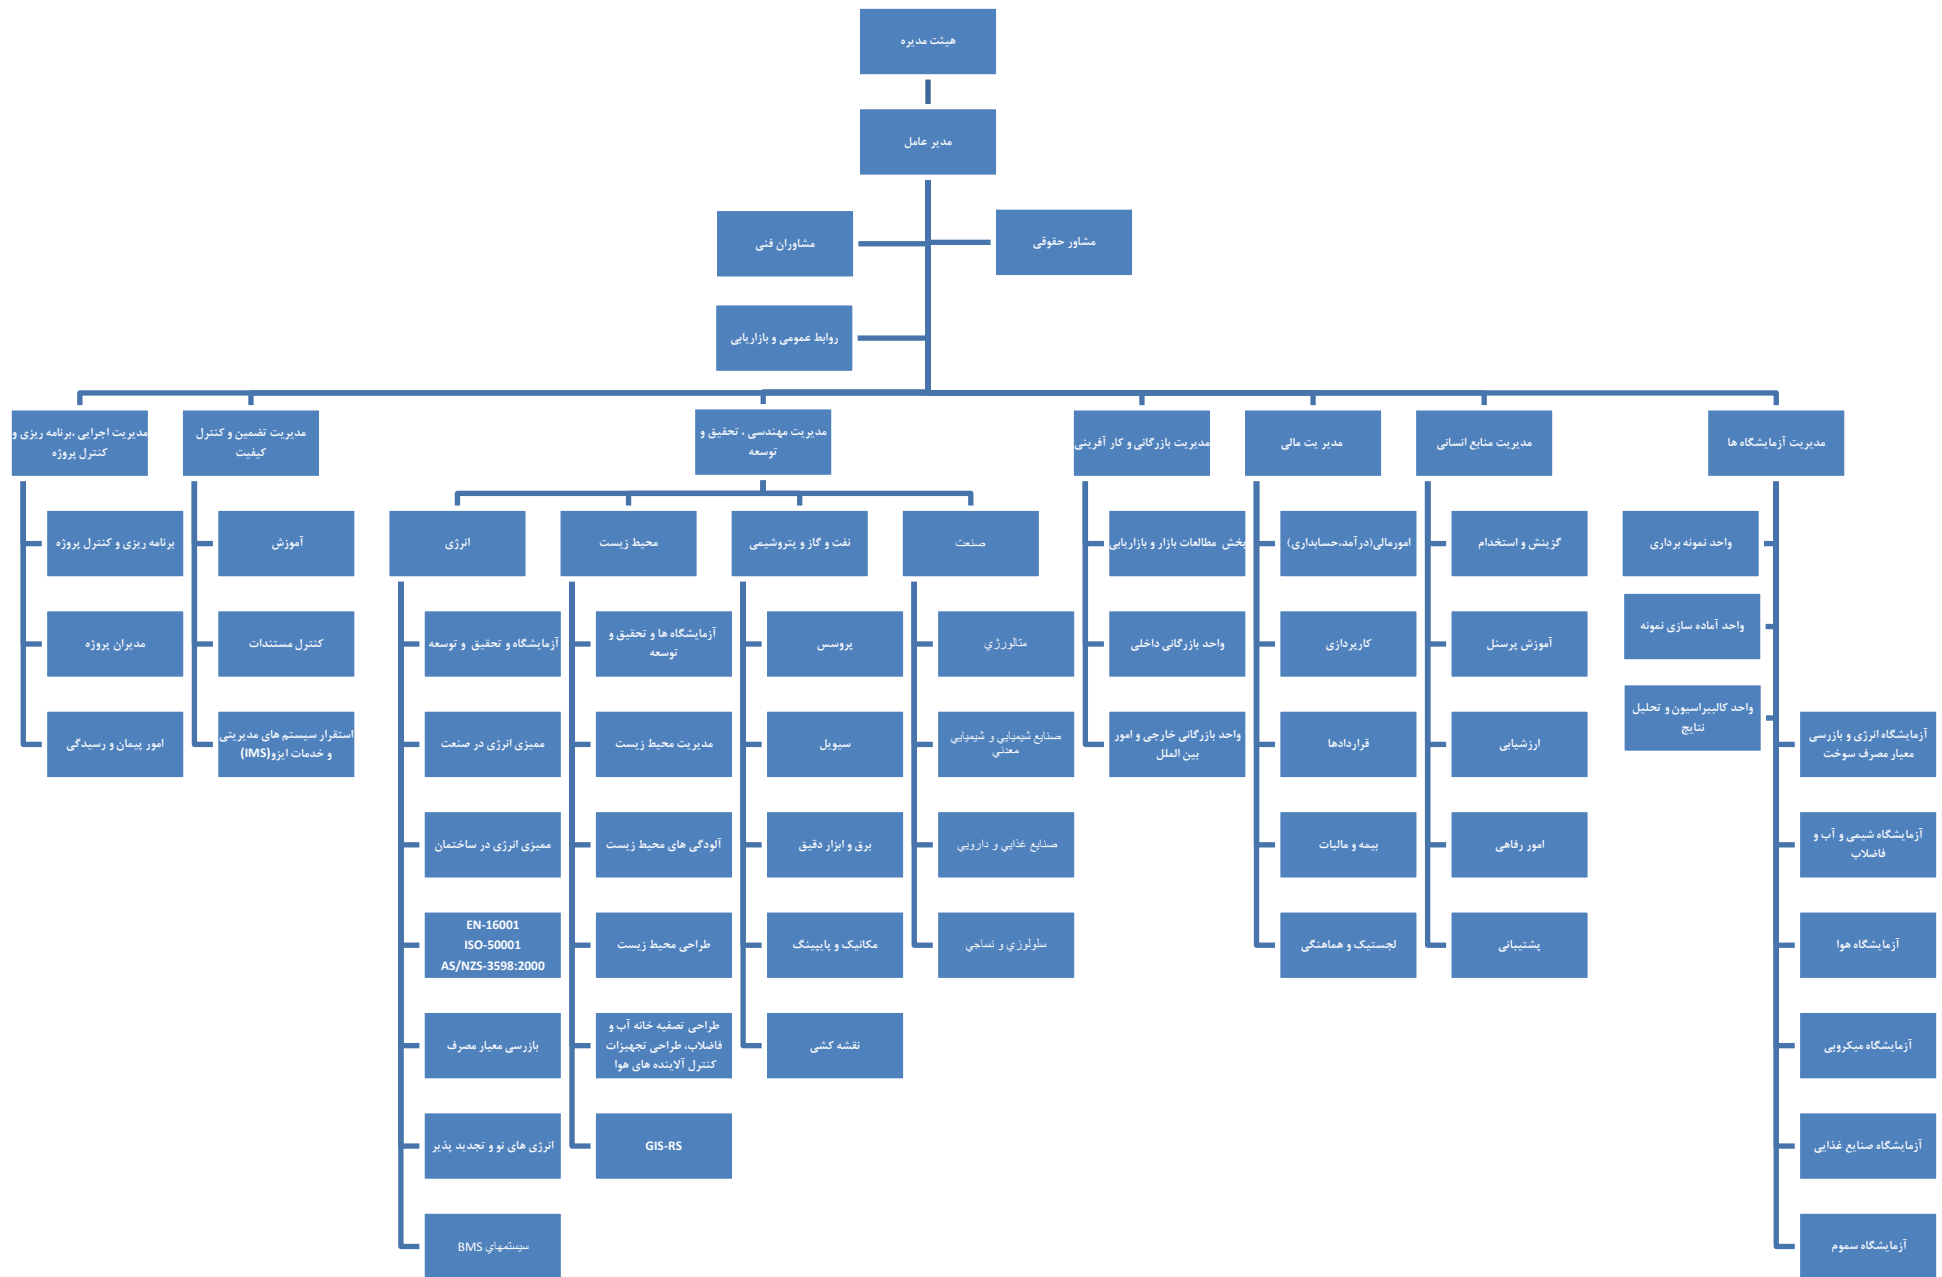 هیئت مدیره
مدیر عامل
مشاور حقوقی
مشاوران فنی
روابط عمومی و بازاریابی
مدیریت آزمایشگاه ها
مدیریت منابع انسانی
مدیر یت مالی
مدیریت بازرگانی و کار آفرینی
مدیریت مهندسی ، تحقیق و
توسعه
مدیریت تضمین و کنترل
کیفیت
مدیریت اجرایی ،برنامه ریزی و
کنترل پروژه
واحد نمونه برداری
واحد آماده سازی نمونه
واحد کالیبراسیون و تحلیل
نتایج
آزمایشگاه انرژی و بازرسی
معیار مصرف سوخت
آزمایشگاه شیمی و آب و
فاضلاب
آزمایشگاه هوا
آزمایشگاه میکروبی
آزمایشگاه صنایع غذایی
آزمایشگاه سموم
گزینش و استخدام
آموزش پرسنل
ارزشیابی
امور رفاهی
پشتیبانی
امورمالی(درآمد،حسابداری)
کارپردازی
قراردادها
بیمه و مالیات
لجستیک و هماهنگی
بخش مطالعات بازار و بازاریابی
واحد بازرگانی داخلی
واحد بازرگانی خارجی و امور
بین الملل
صنعت
متالورژي
صنايع شيميايي و شيميايي
معدني
صنايع غذايي و دارويي
سلولوزي و نساجي
نفت و گاز و پتروشیمی
پروسس
سیویل
برق و ابزار دقیق
مکانیک و پایپینگ
نقشه کشی
محیط زیست
آزمایشگاه ها و تحقیق و
توسعه
مدیریت محیط زیست
آلودگی های محیط زیست
طراحی محیط زیست
طراحی تصفیه خانه آب و
فاضلاب، طراحی تجهیزات
کنترل آلاینده های هوا
GIS-RS
انرژی
آزمایشگاه و تحقیق و توسعه
ممیزی انرژی در صنعت
ممیزی انرژی در ساختمان
EN-16001
ISO-50001
AS/NZS-3598:2000
بازرسی معیار مصرف
انرژی های نو و تجدید پذیر
سيستمهاي BMS
آموزش
کنترل مستندات
استقرار سیستم های مدیریتی
و خدمات ایزو(IMS)
برنامه ریزی و کنترل پروژه
مدیران پروژه
امور پیمان و رسیدگی